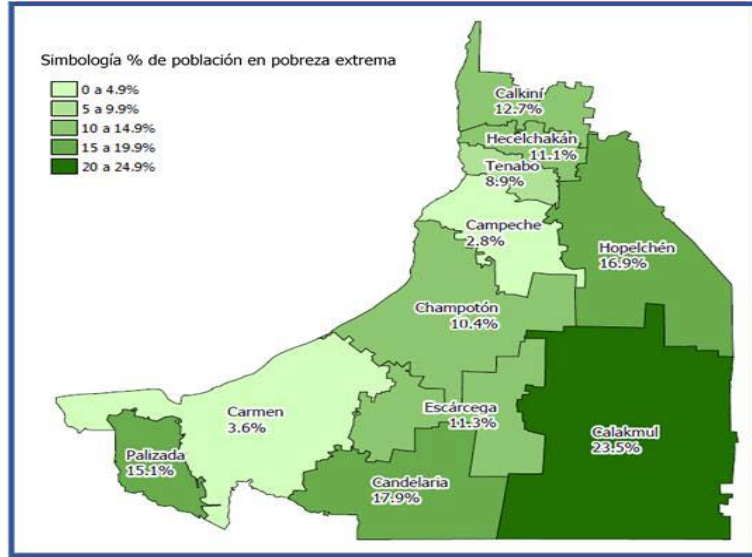 Simbología % de población en pobreza extrema
0 a 4.9%
5 a 9.9%
10 a 14.9%
15 a 19.9%
20 a 24.9%
Calkiní
12.7%
Hecelchakán
11.1%
Tenabo
8.9%
Campeche
2.8%
Hopelchén
16.9%
Champotón
10.4%
Carmen
3.6%
Escárcega
11.3%
Calakmul
23.5%
Palizada
15.1%
Candelaria
17.9%